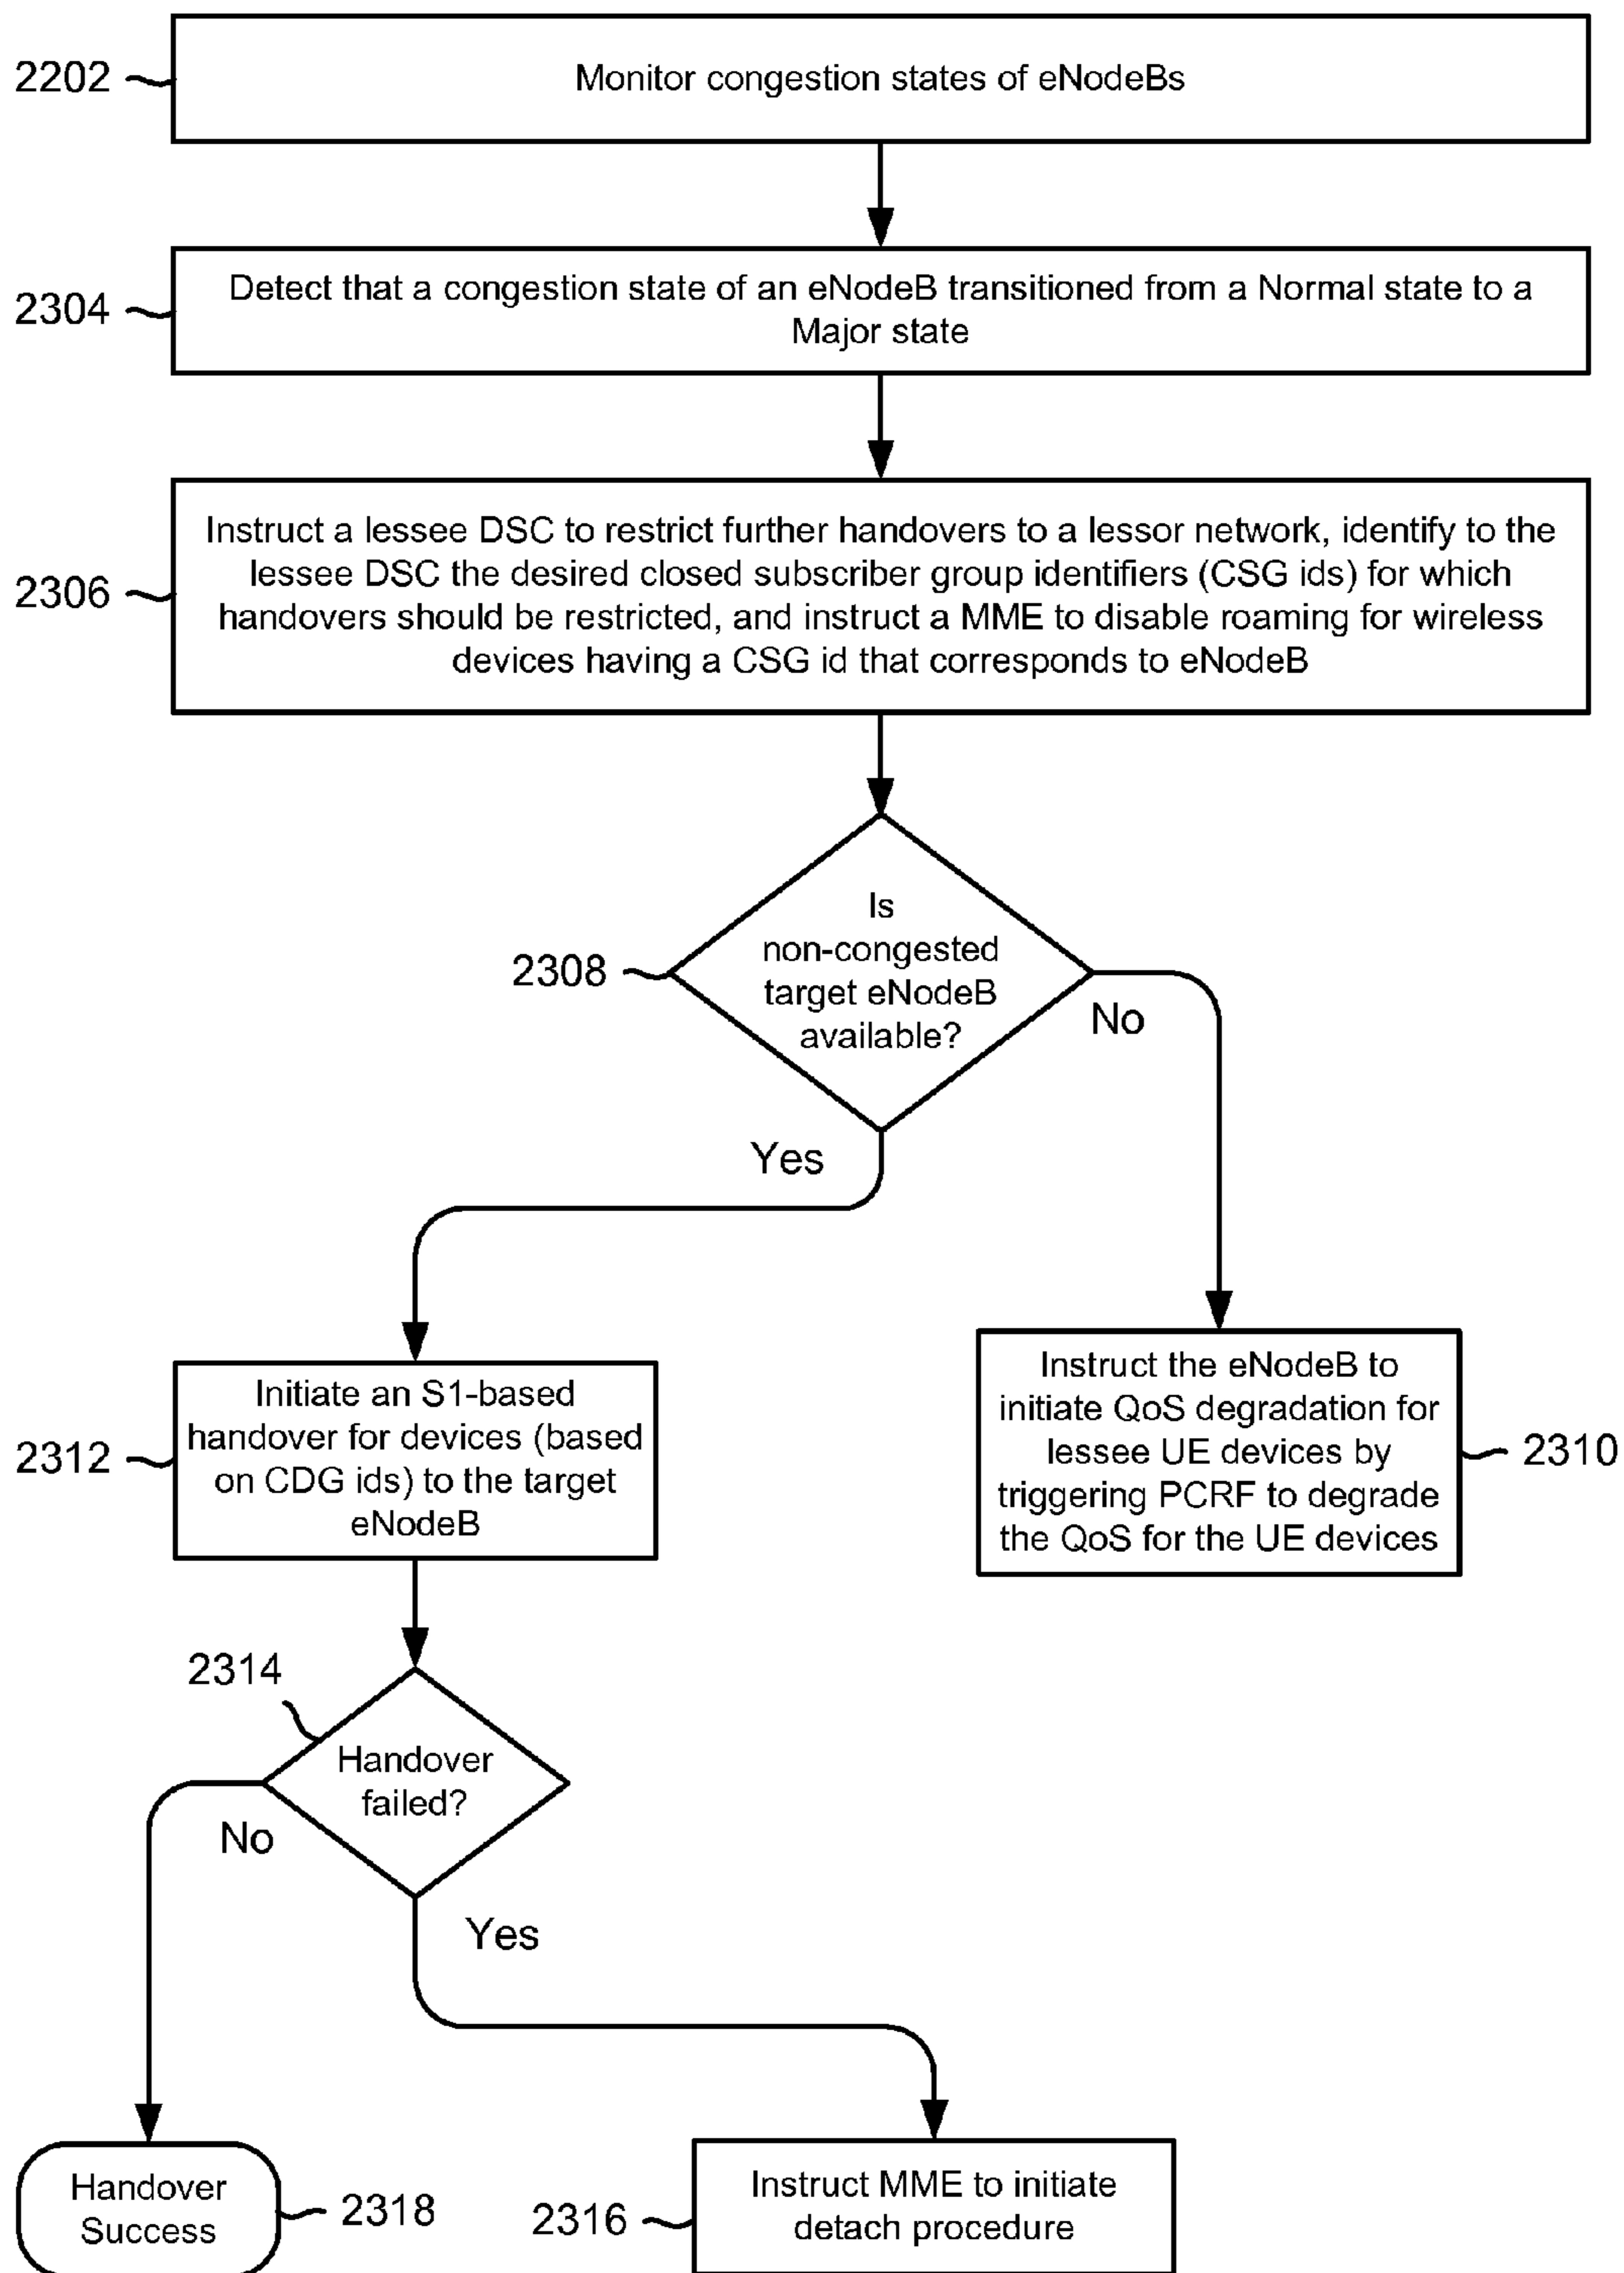 2202
Monitor congestion states of eNodeBs
2304
Detect that a congestion state of an eNodeB transitioned from a Normal state to a
Major state
2306
Instruct a lessee DSC to restrict further handovers to a lessor network, identify to the
lessee DSC the desired closed subscriber group identifiers (CSG ids) for which
handovers should be restricted, and instruct a MME to disable roaming for wireless
devices having a CSG id that corresponds to eNodeB
2308
Is
non-congested
target eNodeB
available?
No
Yes
2312
Initiate an S1-based
handover for devices (based
on CDG ids) to the target
eNodeB
Instruct the eNodeB to
initiate QoS degradation for
lessee UE devices by
triggering PCRF to degrade
the QoS for the UE devices
2310
2314
Handover
failed?
No
Yes
Handover
Success
2318
2316
Instruct MME to initiate
detach procedure